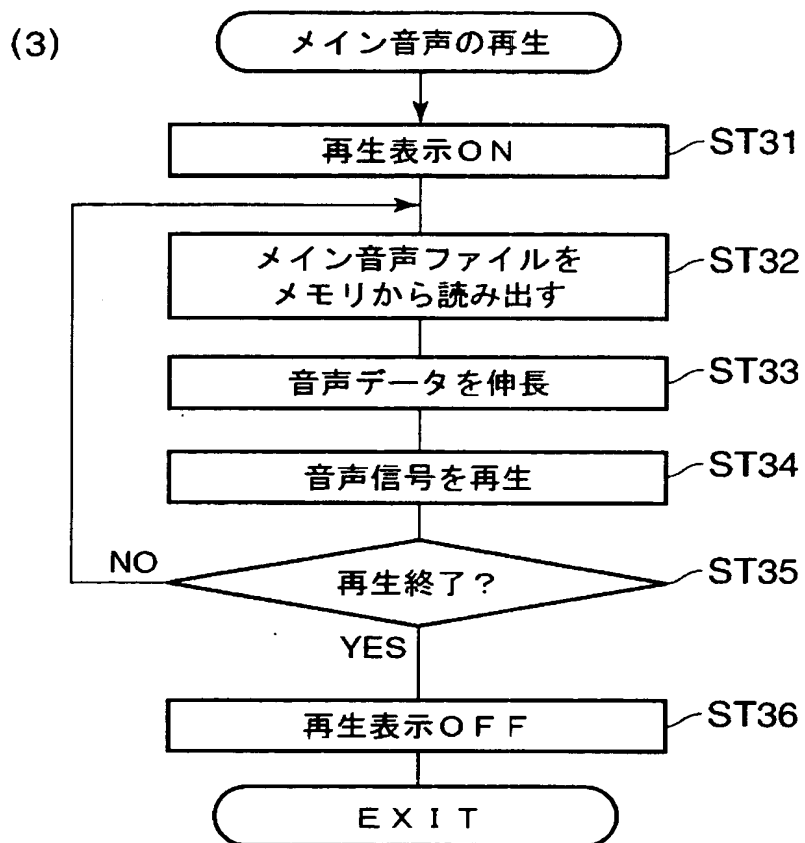 (3)
メイン音声の再生
再生表示ON
ST31
メイン音声ファイルを
メモリから読み出す
ST32
音声データを伸長
ST33
音声信号を再生
ST34
NO
再生終了?
ST35
YES
再生表示OFF
ST36
EXIT